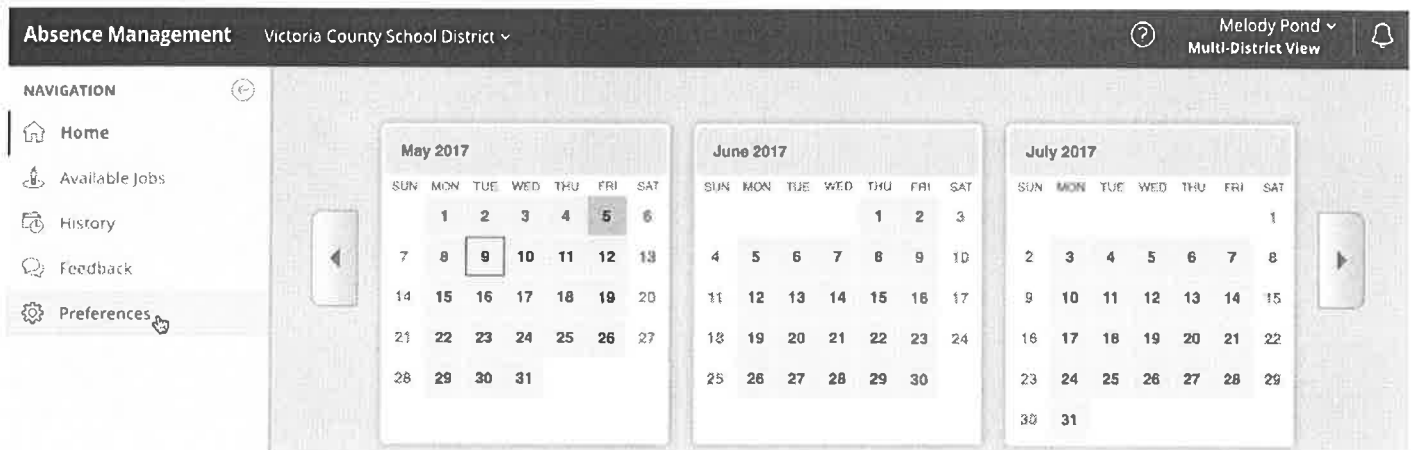 Absence Management Victoria County School District
Melody Pond
Multi-District View
NAVIGATION
Home
Available Jobs
History
Feedback
Preferences
May 2017
SUN MON TUE WED THU FRI SAT
1 2 3 4 5 6
7 8 9 10 11 12 13
14 15 16 17 18 19 20
21 22 23 24 25 26 27
28 29 30 31
June 2017
SUN MON TUE WED THU FRI SAT
1 2 3
4 5 6 7 8 9 10
11 12 13 14 15 16 17
18 19 20 21 22 23 24
25 26 27 28 29 30
July 2017
SUN MON TUE WED THU FRI SAT
1
2 3 4 5 6 7 8
9 10 11 12 13 14 15
16 17 18 19 20 21 22
23 24 25 26 27 28 29
30 31